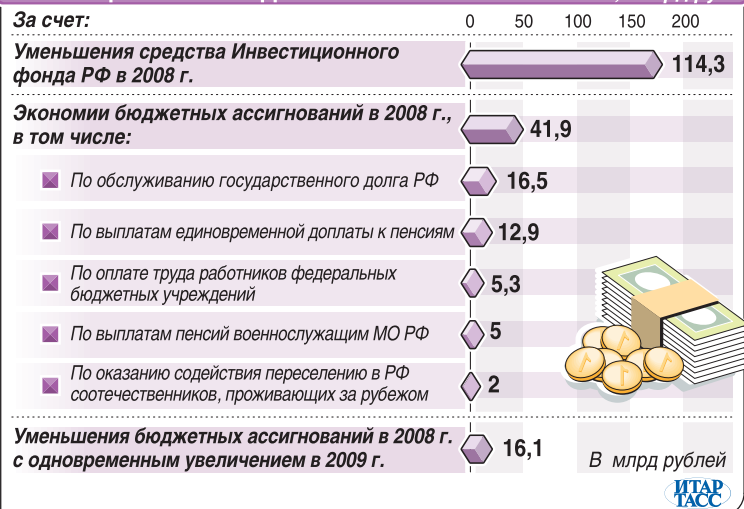 За счет:
0 50 100 150 200
Уменьшения средства Инвестиционного
фонда РФ в 2008 г.
114,3
Экономии бюджетных ассигнований в 2008 г.,
в том числе:
41,9
По обслуживанию государственного долга РФ
16,5
По выплатам единовременной доплаты к пенсиям
12,9
По оплате труда работников федеральных
бюджетных учреждений
5,3
По выплатам пенсий военнослужащим МО РФ
5
По оказанию содействия переселению в РФ
соотечественников, проживающих за рубежом
2
Уменьшения бюджетных ассигнований в 2008 г.
с одновременным увеличением в 2009 г.
16,1
В млрд рублей
ИТАР
ТАСС